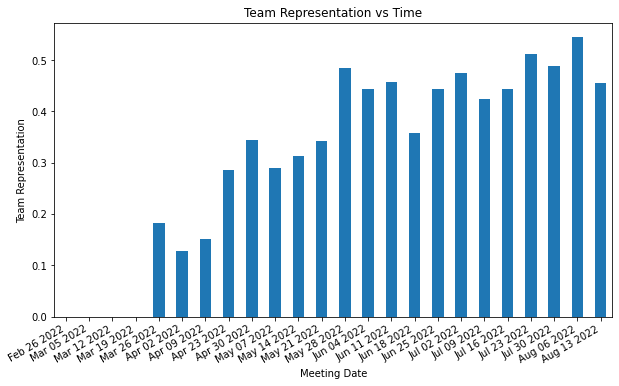 Team Representation vs Time
Team Representation
0.5
0.4
0.3
0.2
0.1
0.0
Feb 26 2022
Mar 05 2022
Mar 12 2022
Mar 19 2022
Mar 26 2022
Apr 02 2022
Apr 09 2022
Apr 23 2022
Apr 30 2022
May 07 2022
May 14 2022
May 21 2022
May 28 2022
Jun 04 2022
Jun 11 2022
Jun 18 2022
Jun 25 2022
Jul 02 2022
Jul 09 2022
Jul 16 2022
Jul 23 2022
Jul 30 2022
Aug 06 2022
Aug 13 2022
Meeting Date